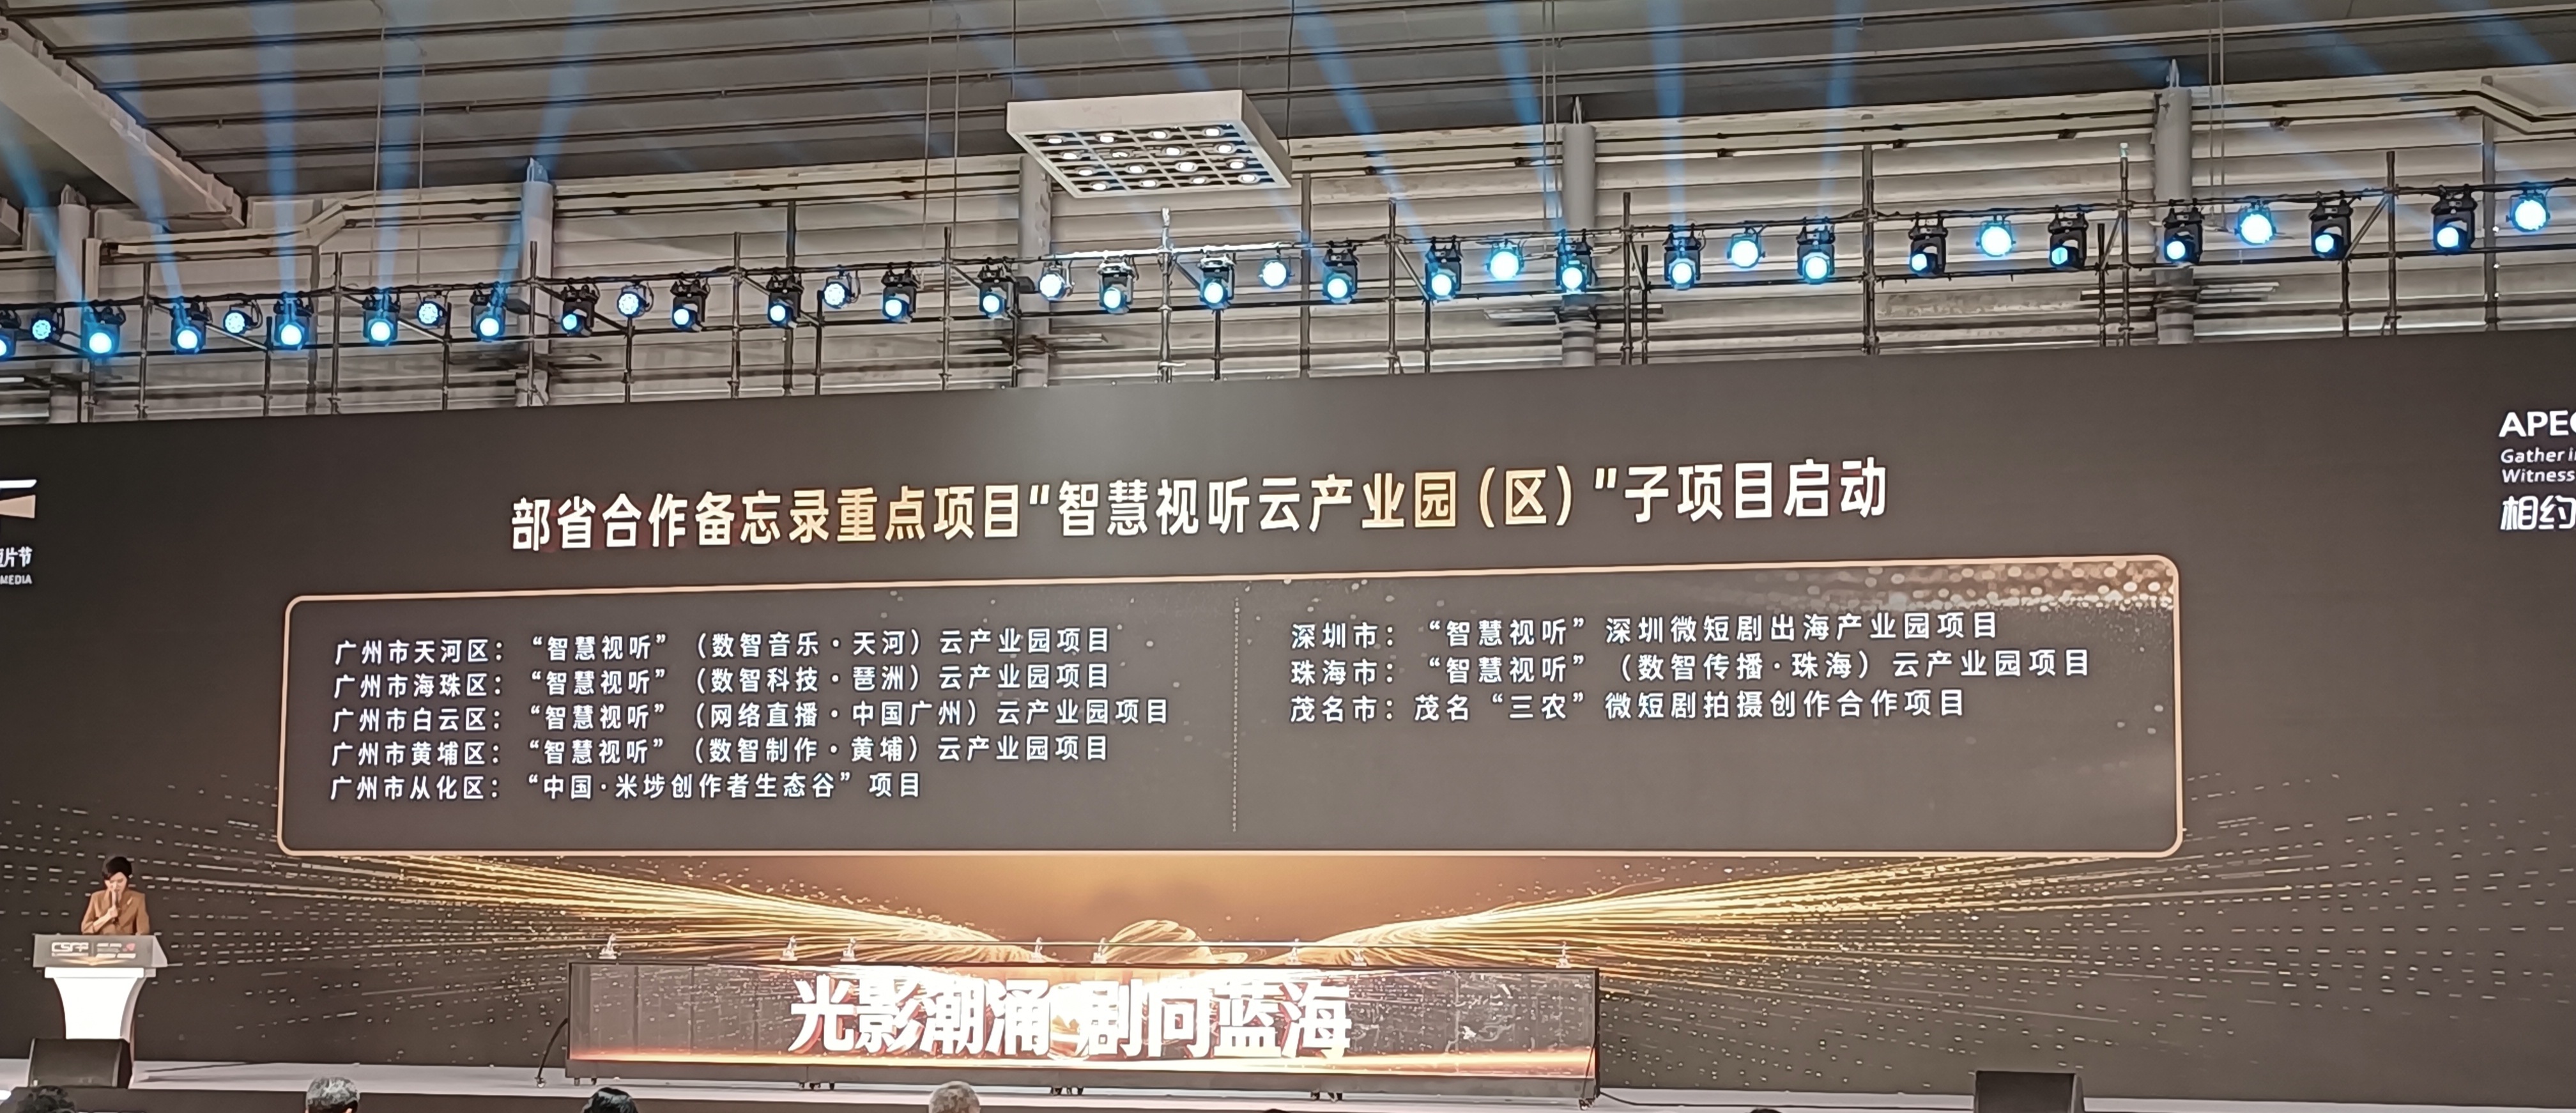 部省合作备忘录重点项目“智慧视听云产业园（区）”子项目启动
广州市天河区：“智慧视听”（数智音乐·天河）云产业园项目
广州市海珠区：“智慧视听”（数智科技·琶洲）云产业园项目
广州市白云区：“智慧视听”（网络直播·中国广州）云产业园项目
广州市黄埔区：“智慧视听”（数智制作·黄埔）云产业园项目
广州市从化区：“中国·米埗创作者生态谷”项目
深圳市：“智慧视听”深圳微短剧出海产业园项目
珠海市：“智慧视听”（数智传播·珠海）云产业园项目
茂名市：茂名“三农”微短剧拍摄创作合作项目
片节
MEDIA
APEC
Gather
Witness
相约
光影潮涌 剧向蓝海